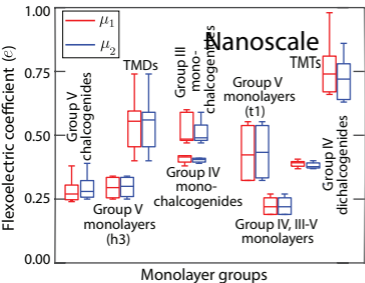 1.00
0.75
0.50
0.25
0.00
Flexoelectric coefficient (e)
μ₁
μ₂
Group V
chalcogenides
TMDs
Group V
monolayers
(h3)
Group III
mono-
chalcogenides
Group IV
mono-
chalcogenides
Nanoscale
Group V
monolayers
(t1)
Group IV, III-V
monolayers
TMTs
Group IV
dichalcogenides
Monolayer groups